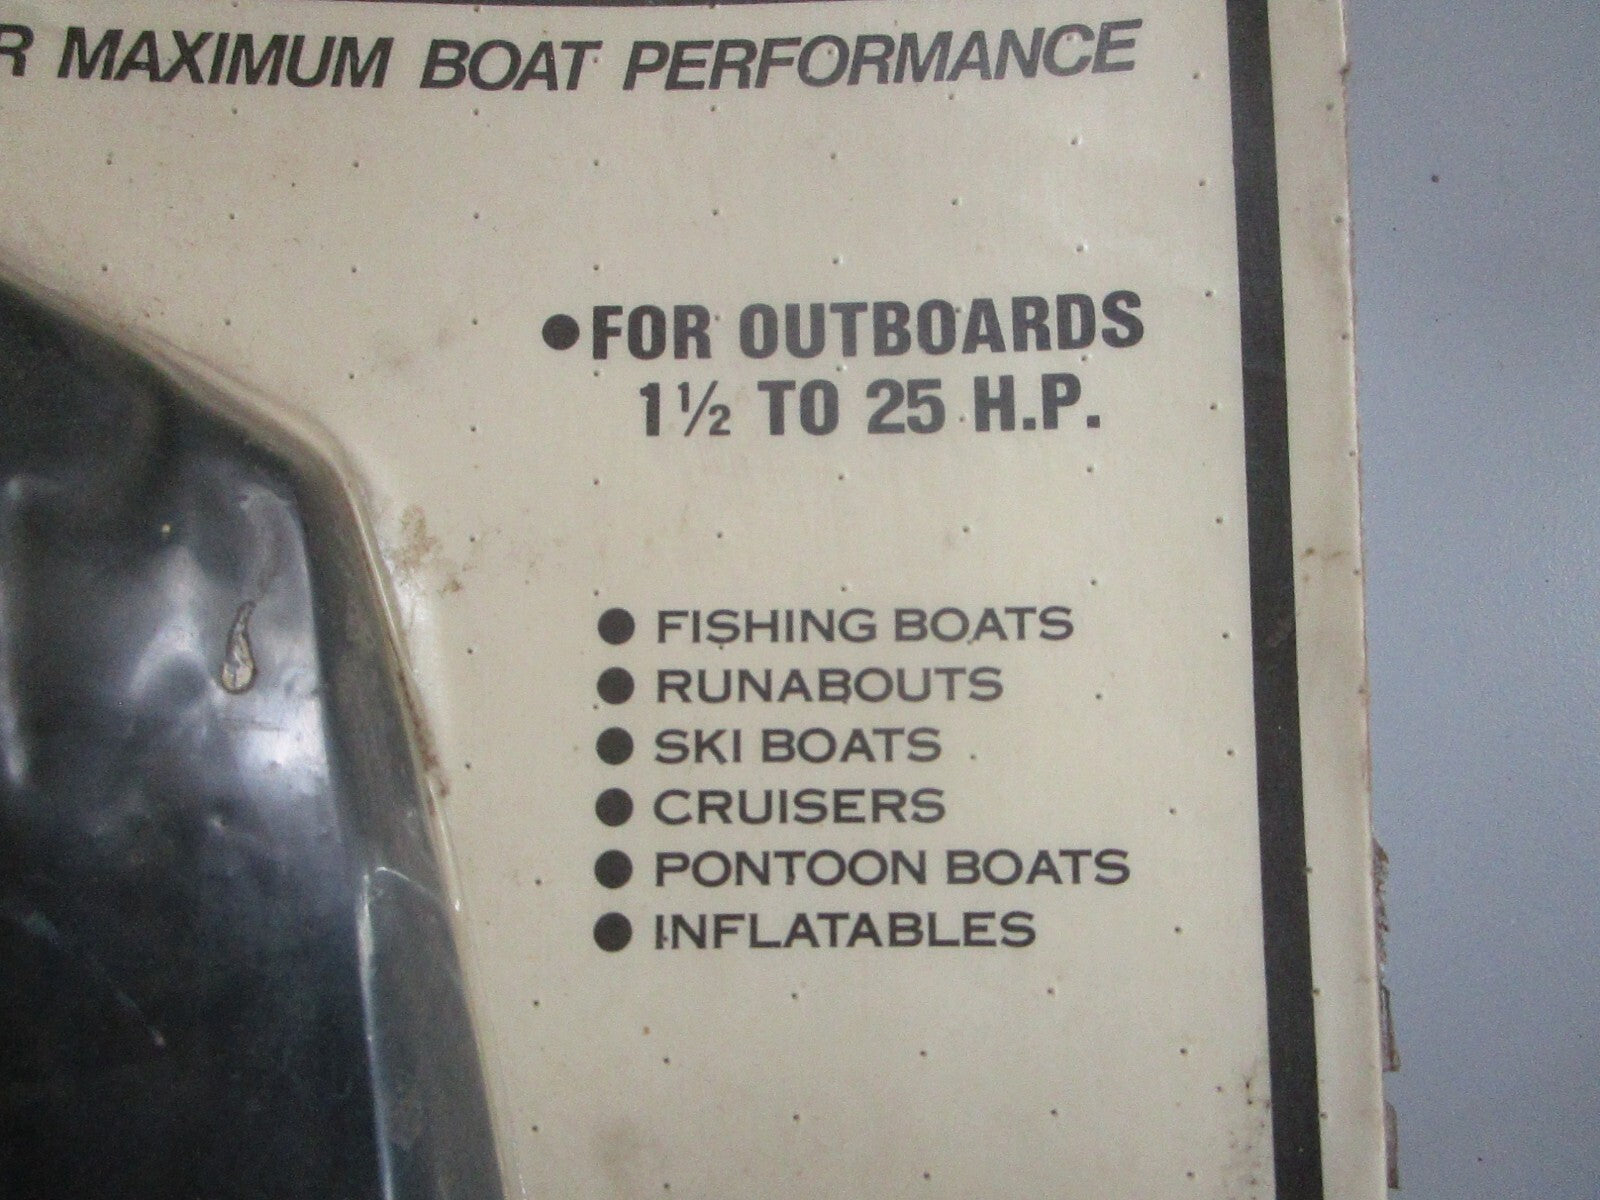 R MAXIMUM BOAT PERFORMANCE
●FOR OUTBOARDS
1½ TO 25 H.P.
● FISHING BOATS
● RUNABOUTS
● SKI BOATS
● CRUISERS
● PONTOON BOATS
● INFLATABLES